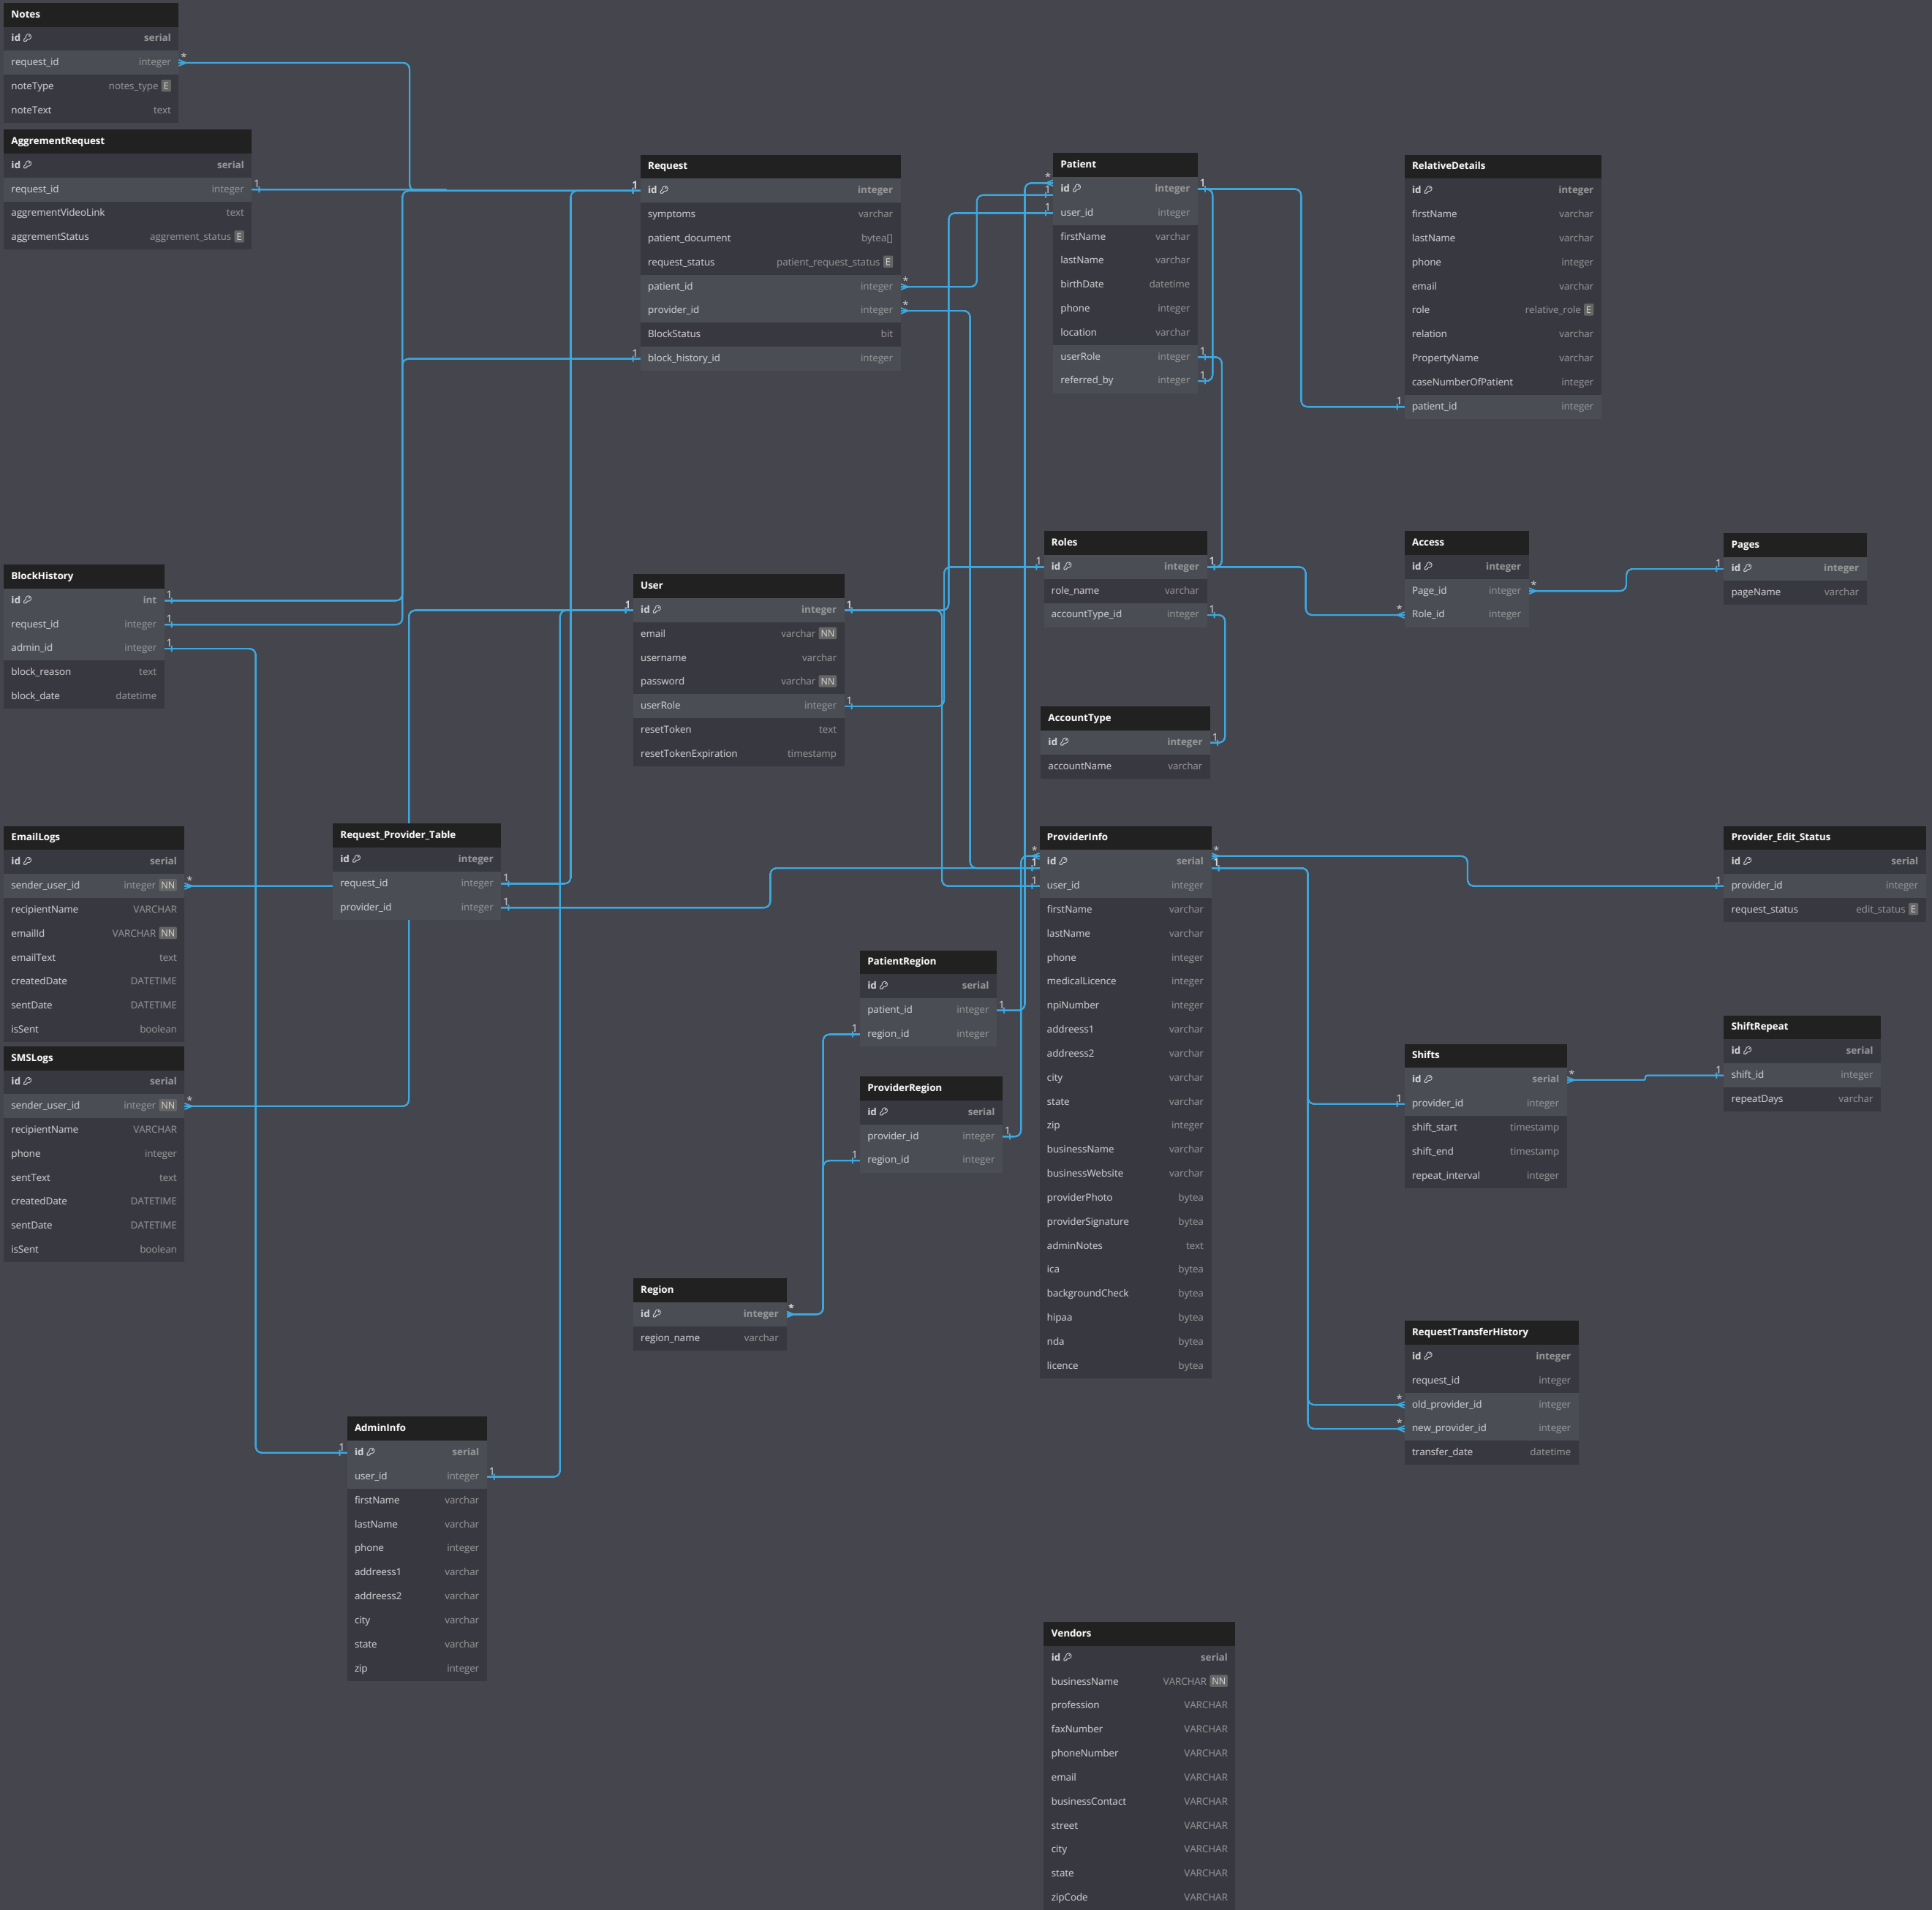 Notes
id serial
request_id integer
noteType notes_type E
noteText text
AggrementRequest
id serial
request_id integer
aggrementVideoLink text
aggrementStatus aggrement_status E
Request
id integer
symptoms varchar
patient_document bytea[]
request_status patient_request_status E
patient_id integer
provider_id integer
BlockStatus bit
block_history_id integer
Patient
id integer
user_id integer
firstName varchar
lastName varchar
birthDate datetime
phone integer
location varchar
userRole integer
referred_by integer
RelativeDetails
id integer
firstName varchar
lastName varchar
phone integer
email varchar
role relative_role E
relation varchar
PropertyName varchar
caseNumberOfPatient integer
patient_id integer
BlockHistory
id int
request_id integer
admin_id integer
block_reason text
block_date datetime
User
id integer
email varchar NN
username varchar
password varchar NN
userRole integer
resetToken text
resetTokenExpiration timestamp
Roles
id integer
role_name varchar
accountType_id integer
Access
id integer
Page_id integer
Role_id integer
Pages
id integer
pageName varchar
AccountType
id integer
accountName varchar
EmailLogs
id serial
sender_user_id integer NN
recipientName VARCHAR
emailId VARCHAR NN
emailText text
createdDate DATETIME
sentDate DATETIME
isSent boolean
Request_Provider_Table
id integer
request_id integer
provider_id integer
ProviderInfo
id serial
user_id integer
firstName varchar
lastName varchar
phone integer
medicalLicence integer
npiNumber integer
addreess1 varchar
addreess2 varchar
city varchar
state varchar
zip integer
businessName varchar
businessWebsite varchar
providerPhoto bytea
providerSignature bytea
adminNotes text
ica bytea
backgroundCheck bytea
hipaa bytea
nda bytea
licence bytea
Provider_Edit_Status
id serial
provider_id integer
request_status edit_status E
PatientRegion
id serial
patient_id integer
region_id integer
ProviderRegion
id serial
provider_id integer
region_id integer
SMSLogs
id serial
sender_user_id integer NN
recipientName VARCHAR
phone integer
sentText text
createdDate DATETIME
sentDate DATETIME
isSent boolean
Shifts
id serial
provider_id integer
shift_start timestamp
shift_end timestamp
repeat_interval integer
ShiftRepeat
id serial
shift_id integer
repeatDays varchar
Region
id integer
region_name varchar
RequestTransferHistory
id integer
request_id integer
old_provider_id integer
new_provider_id integer
transfer_date datetime
AdminInfo
id serial
user_id integer
firstName varchar
lastName varchar
phone integer
addreess1 varchar
addreess2 varchar
city varchar
state varchar
zip integer
Vendors
id serial
businessName VARCHAR NN
profession VARCHAR
faxNumber VARCHAR
phoneNumber VARCHAR
email VARCHAR
businessContact VARCHAR
street VARCHAR
city VARCHAR
state VARCHAR
zipCode VARCHAR